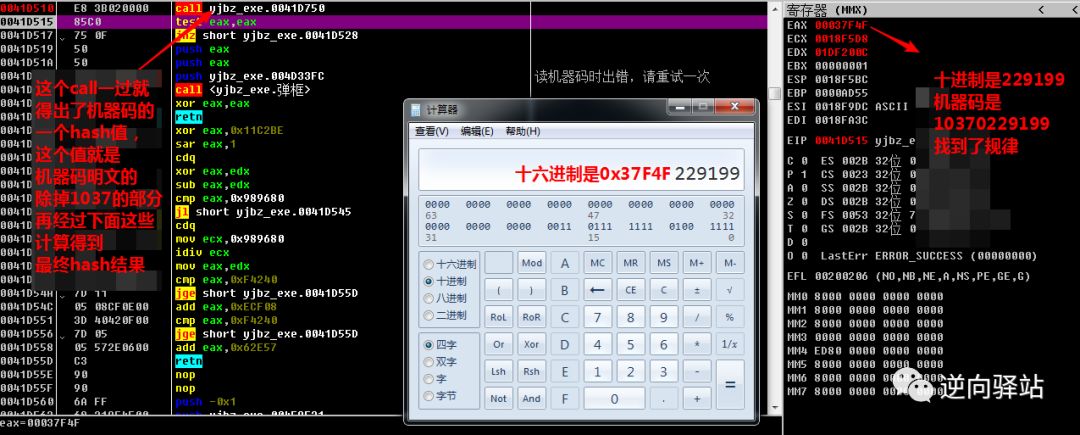 0041D510 E8 3B020000 call yjbz_exe.0041D750
0041D515 85C0 test eax,eax
0041D517 75 0F jnz short yjbz_exe.0041D528
0041D519 50 push eax
0041D51A 50 push eax
push yjbz_exe.004D33FC 读机器码时出错，请重试一次
call <yjbz_exe.弹框>
xor eax,eax
retn
xor eax,0x11C2BE
sar eax,1
cdq
xor eax,edx
sub eax,edx
cmp eax,0x989680
jl short yjbz_exe.0041D545
cdq
mov ecx,0x989680
idiv ecx
mov eax,edx
cmp eax,0xF4240
0041D54A 7D 11 jge short yjbz_exe.0041D55D
0041D54C 05 08CF0E00 add eax,0xECF08
0041D551 3D 40420F00 cmp eax,0xF4240
0041D556 7D 05 jge short yjbz_exe.0041D55D
0041D558 05 572E0600 add eax,0x62E57
0041D55D C3 retn
0041D55E 90 nop
0041D55F 90 nop
0041D560 6A FF push -0x1
eax=00037F4F
这个call一过就
得出了机器码的
一个hash值，
这个值就是
机器码明文的
除掉1037的部分
再经过下面这些
计算得到
最终hash结果
计算器
查看(V) 编辑(E) 帮助(H)
十六进制是0x37F4F 229199
0000 0000 0000 0000 0000 0000 0000 0000
63 47 32
0000 0000 0000 0011 0111 1111 0100 1111
31 15 0
十六进制
十进制
八进制
二进制
四字
双字
字
字节
Mod A MC MR MS M+ M-
( ) B ← CE C ± √
RoL RoR C 7 8 9 / %
Or Xor D 4 5 6 * 1/x
Lsh Rsh E 1 2 3 - =
Not And F 0 . +
寄存器 (MMX) < <
EAX 00037F4F
ECX 0018F5D8
EDX 01DF200C
EBX 00000001
ESP 0018F5BC
EBP 0000AD55
ESI 0018F9DC ASCII
EDI 0018FA3C
EIP 0041D515 yjbz_e
C 0 ES 002B 32位
P 1 CS 0023 32位
A 0 SS 002B 32位
Z 0 DS 002B 32位
S 0 FS 0053 32位 7
T 0 GS 002B 32位
D 0
O 0 LastErr ERROR_SUCCESS (00000000)
EFL 00200206 (NO,NB,NE,A,NS,PE,GE,G)
MM0 8000 0000 0000 0000
MM1 8000 0000 0000 0000
MM2 8000 0000 0000 0000
MM3 8000 0000 0000 0000
MM4 ED80 0000 0000 0000
MM5 8000 0000 0000 0000
MM6 8000 0000 0000 0000
MM7 8000 0000 0000 0000
十进制是229199
机器码是
10370229199
找到了规律
逆向驿站